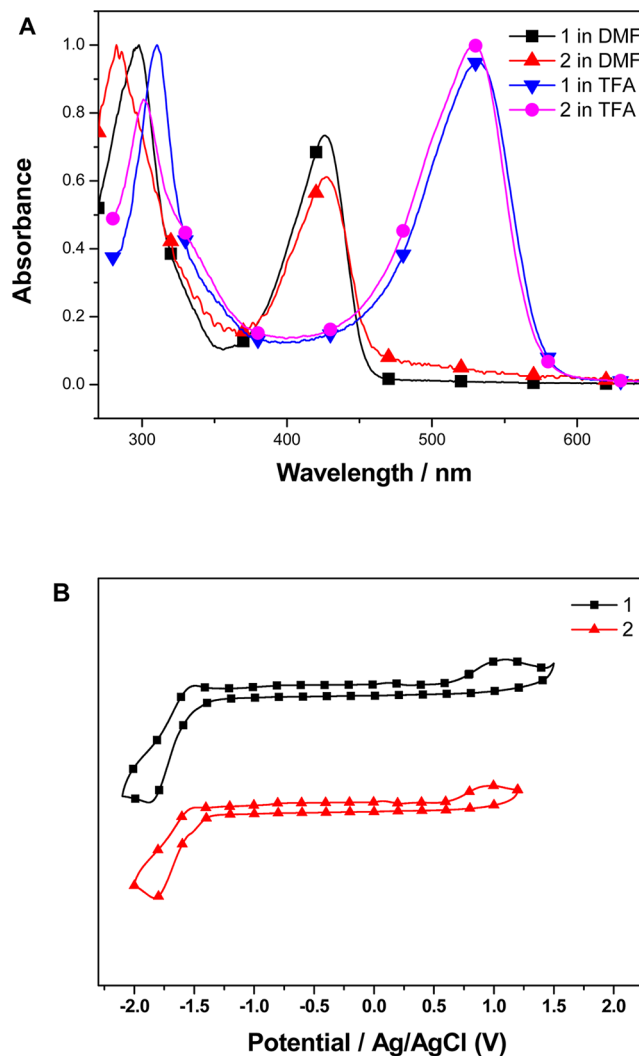 A
1 in DMF
2 in DMF
1 in TFA
2 in TFA
1.0
0.8
0.6
0.4
0.2
0.0
Absorbance
300 400 500 600
Wavelength / nm
B
1
2
-2.0 -1.5 -1.0 -0.5 0.0 0.5 1.0 1.5 2.0
Potential / Ag/AgCl (V)